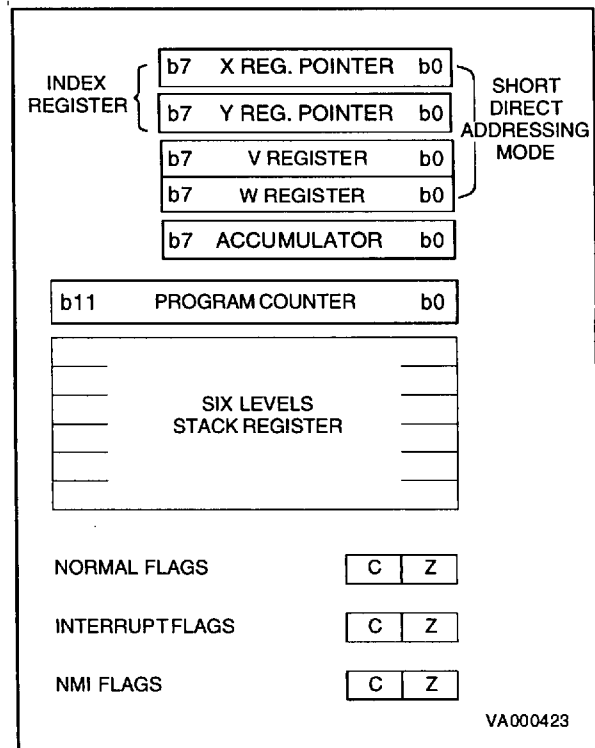 INDEX
REGISTER
b7 X REG. POINTER b0
b7 Y REG. POINTER b0
b7 V REGISTER b0
b7 W REGISTER b0
SHORT
DIRECT
ADDRESSING
MODE
b7 ACCUMULATOR b0
b11 PROGRAM COUNTER b0
SIX LEVELS
STACK REGISTER
NORMAL FLAGS C Z
INTERRUPT FLAGS C Z
NMI FLAGS C Z
VA000423